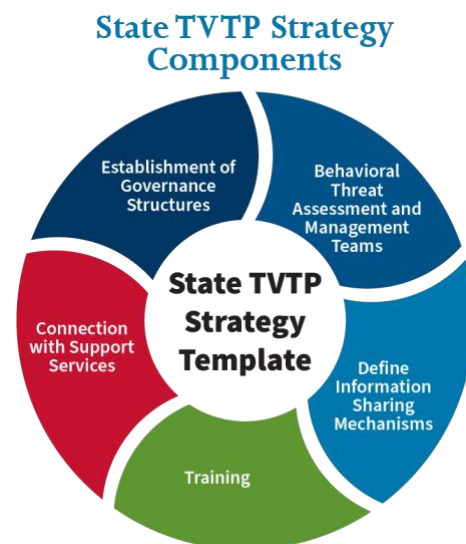 State TVTP Strategy
Components
Establishment of
Governance
Structures
Behavioral
Threat
Assessment and
Management
Teams
State TVTP
Strategy
Template
Connection
with Support
Services
Define
Information
Sharing
Mechanisms
Training